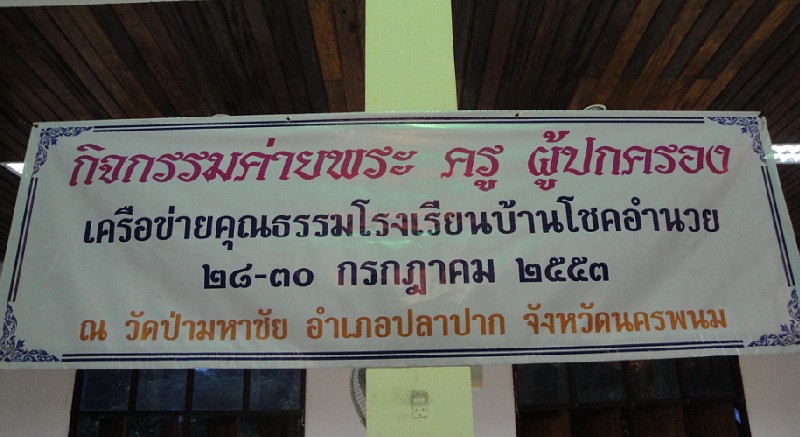 กิจกรรมค่ายพระ ครู ผู้ปกครอง
เครือข่ายคุณธรรมโรงเรียนบ้านโชคอำนวย
๒๘-๓๐ กรกฎาคม ๒๕๕๓
ณ วัดป่ามหาชัย อำเภอปลาปาก จังหวัดนครพนม